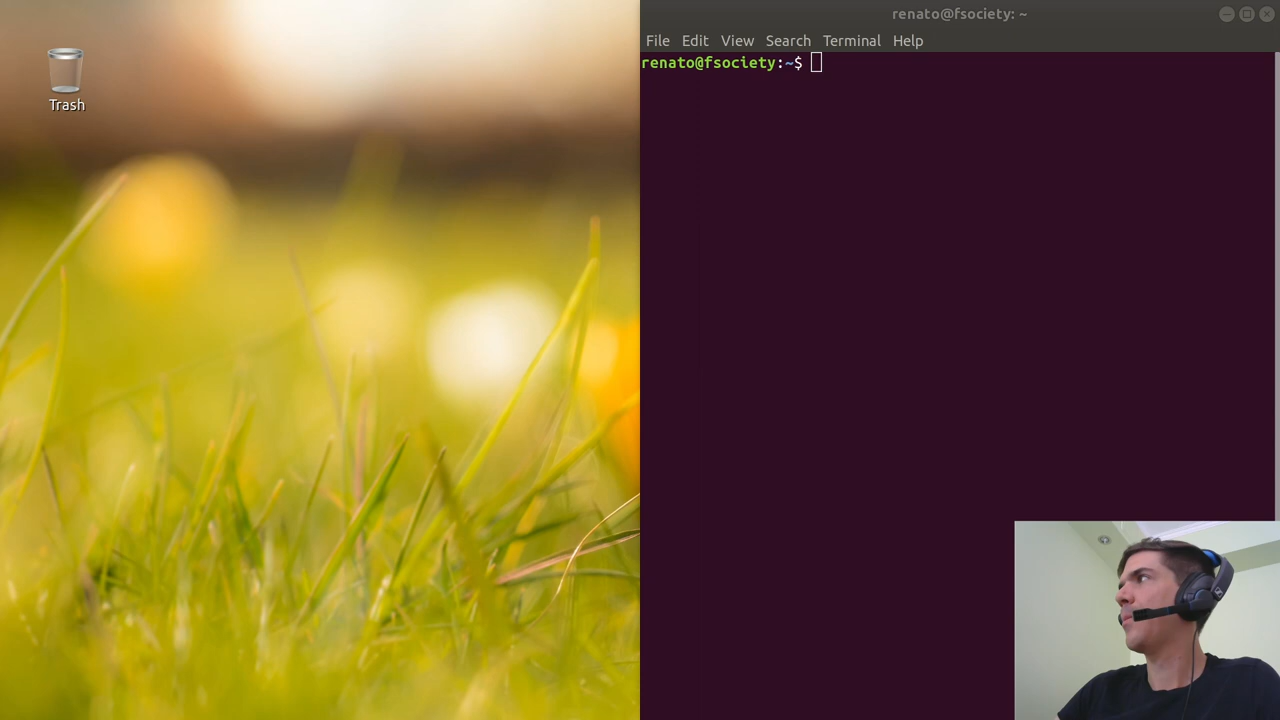 Trash
renato@fsociety: ~
File Edit View Search Terminal Help
renato@fsociety:~$